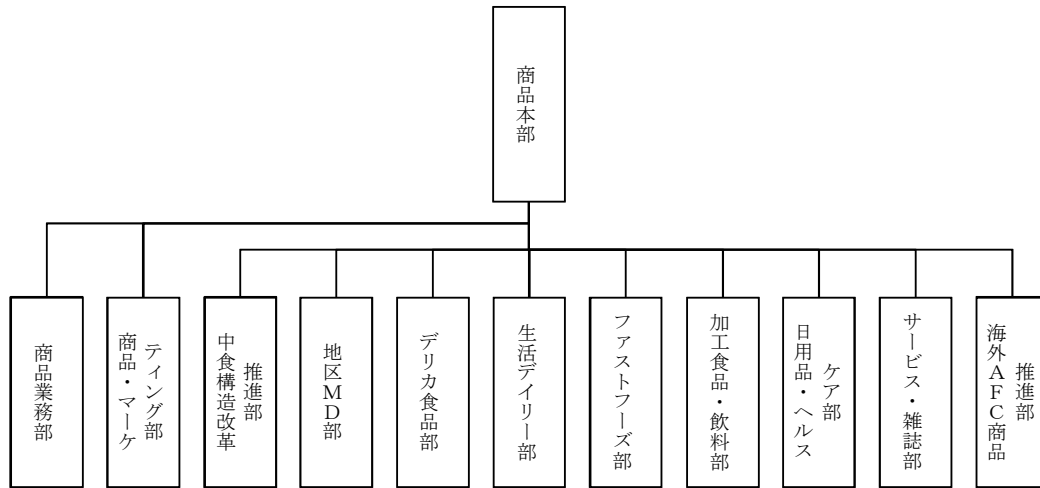 商品本部
商品業務部
商品・マーケ
ティング部
中食構造改革
推進部
地区MD部
デリカ食品部
生活デイリー部
ファストフーズ部
加工食品・飲料部
日用品・ヘルス
ケア部
サービス・雑誌部
海外AFC商品
推進部